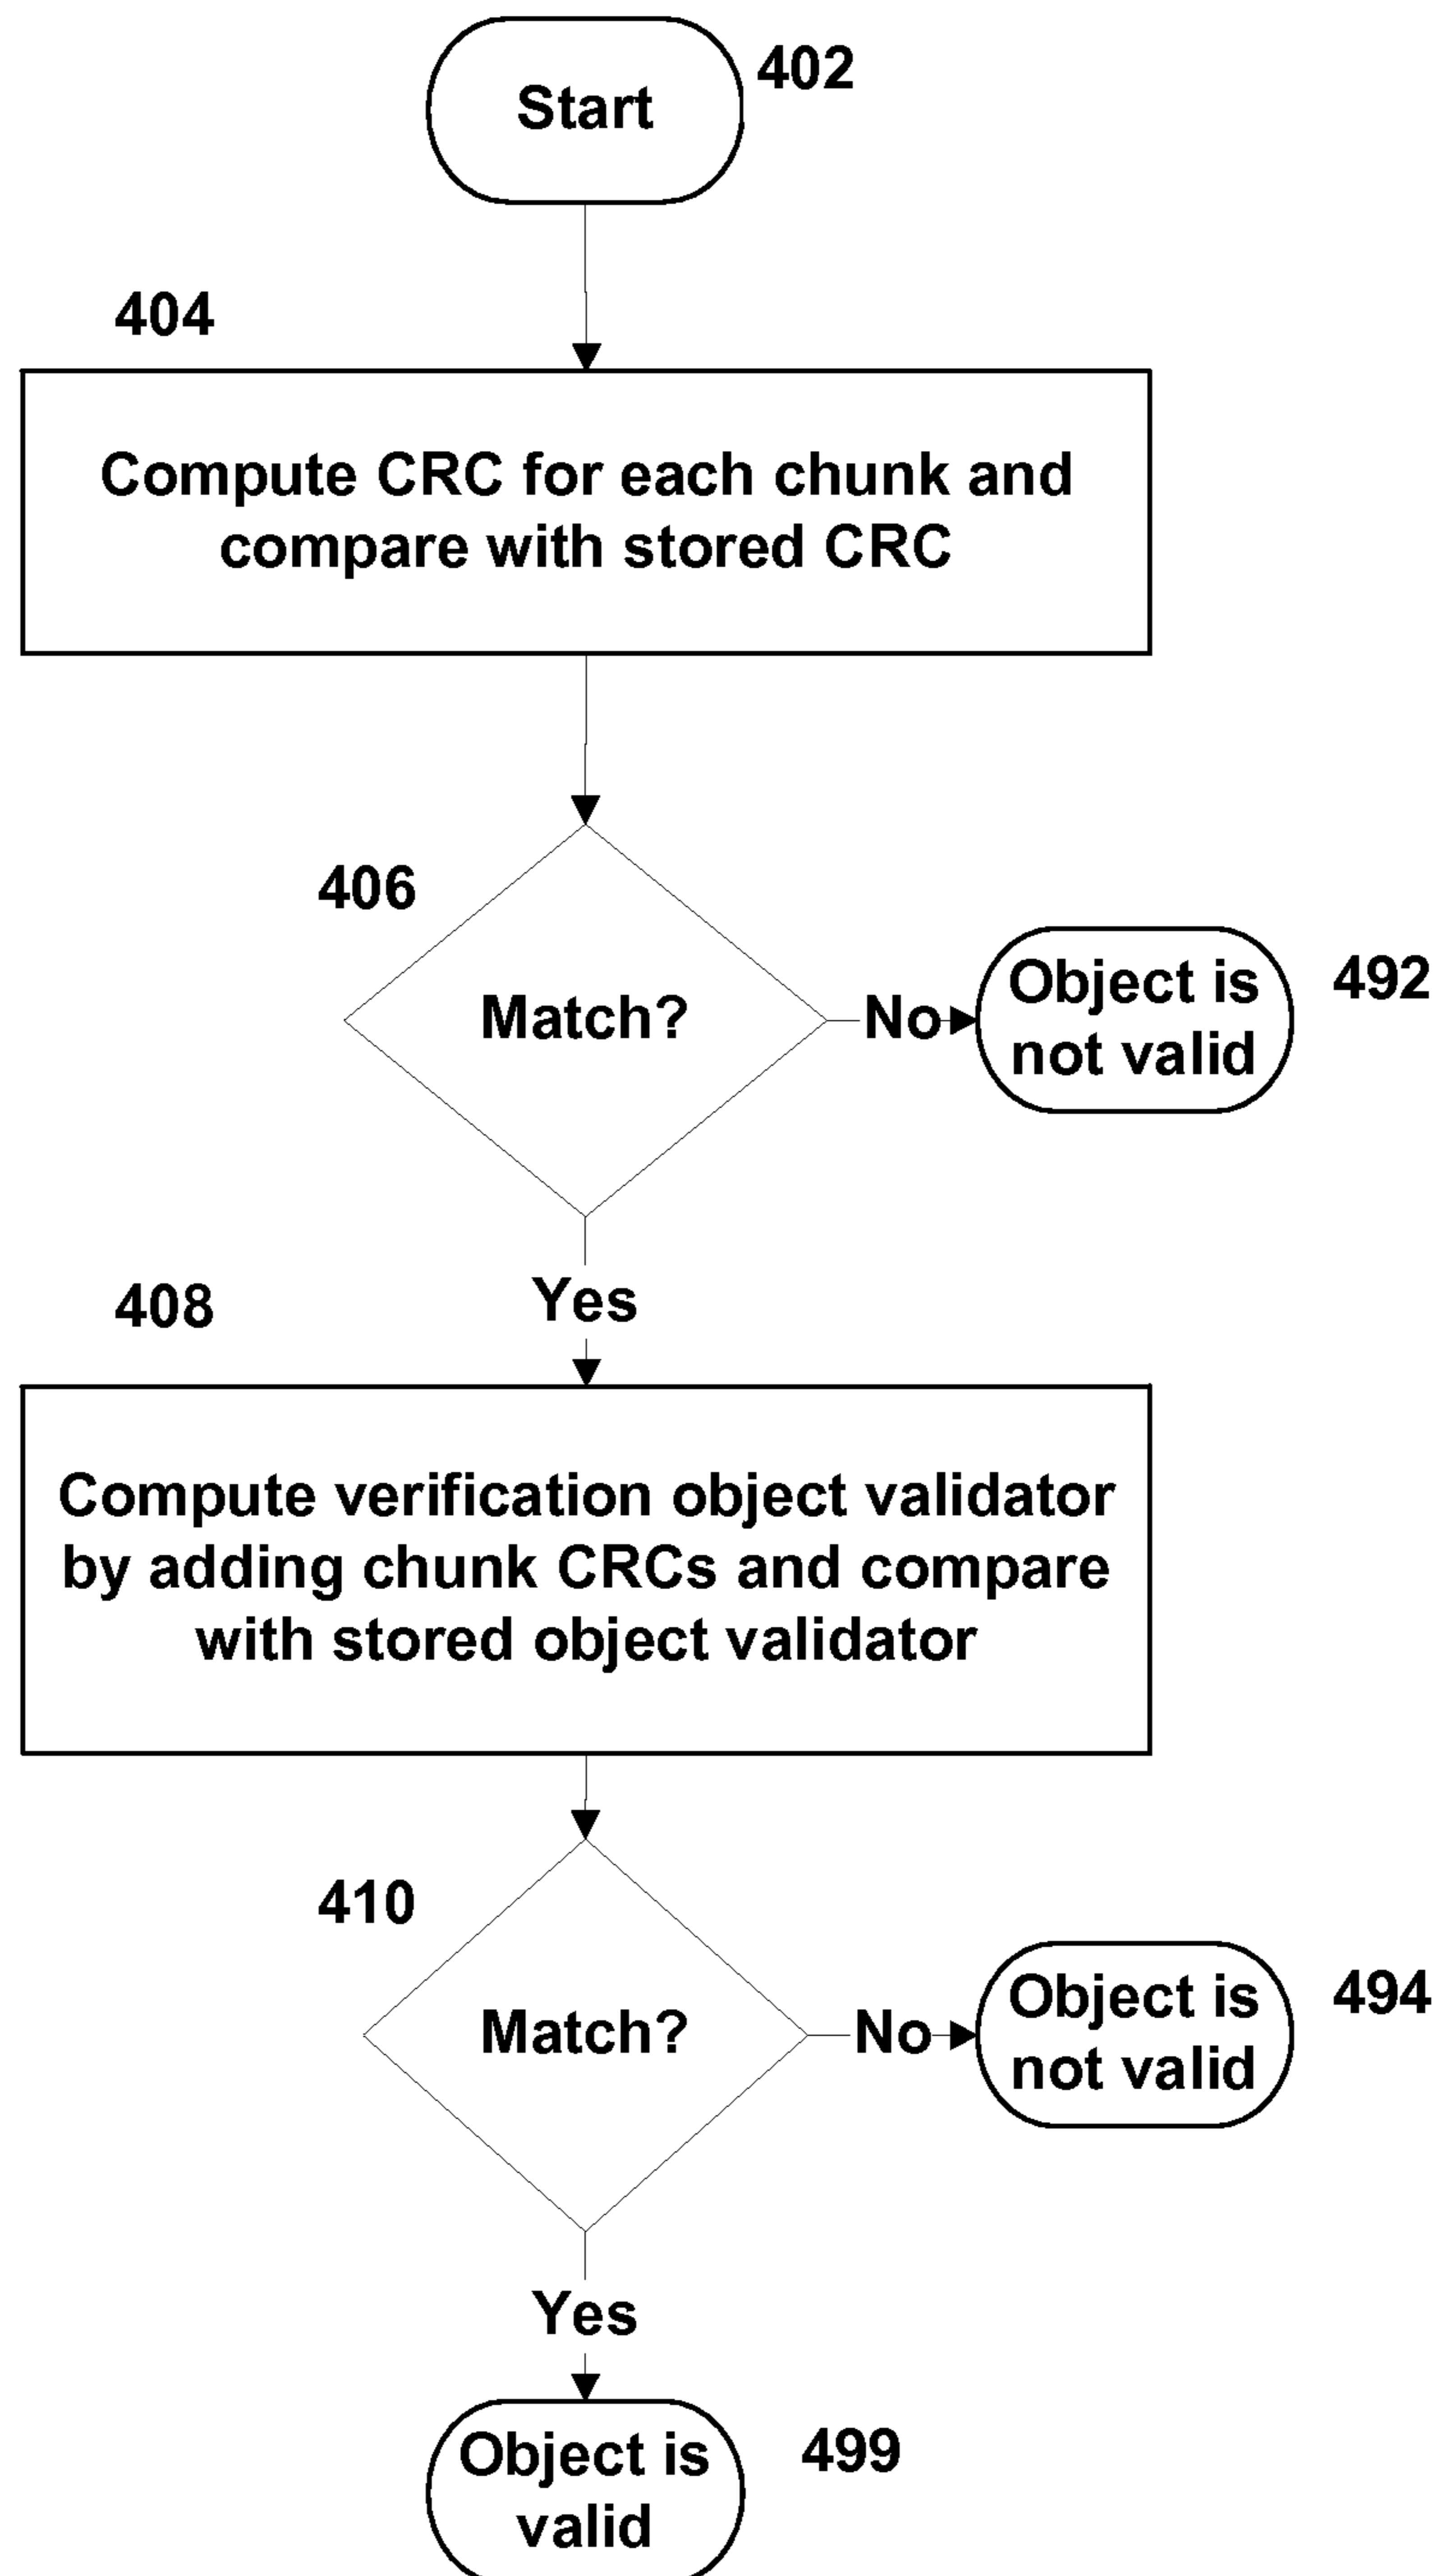 Start
402
404
Compute CRC for each chunk and
compare with stored CRC
406
Match?
No
Object is
not valid
492
Yes
408
Compute verification object validator
by adding chunk CRCs and compare
with stored object validator
410
Match?
No
Object is
not valid
494
Yes
Object is
valid
499